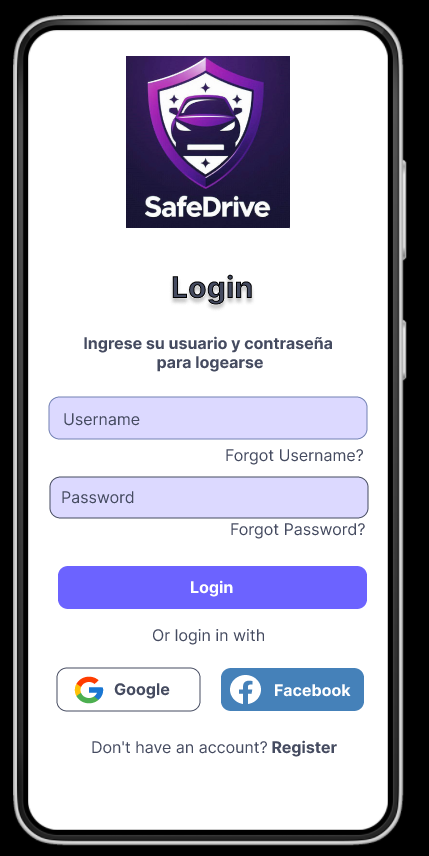 SafeDrive
Login
Ingrese su usuario y contraseña
para logearse
Username
Forgot Username?
Password
Forgot Password?
Login
Or login in with
Google
Facebook
Don't have an account? Register